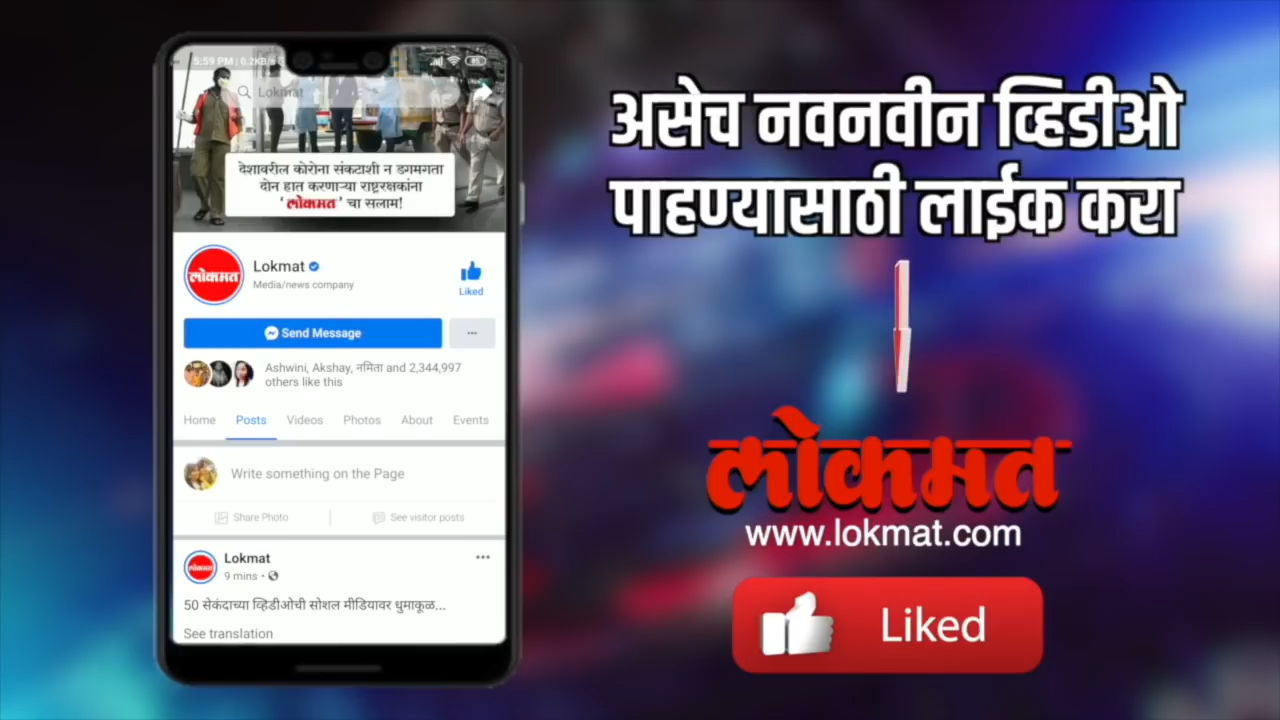 5:59 PM | 0.2KB/s
Lokmat
देशावरील कोरोना संकटाशी न डगमगता
दोन हात करणाऱ्या राष्ट्ररक्षकांना
‘लोकमत’ चा सलाम!
लोकमत
Lokmat
Media/news company
Liked
Send Message
Ashwini, Akshay, नमिता and 2,344,997
others like this
Home Posts Videos Photos About Events
Write something on the Page
Share Photo See visitor posts
लोकमत
Lokmat
9 mins
50 सेकंदाच्या व्हिडीओची सोशल मीडियावर धुमाकूळ...
See translation
असेच नवनवीन व्हिडीओ
पाहण्यासाठी लाईक करा
लोकमत
www.lokmat.com
Liked